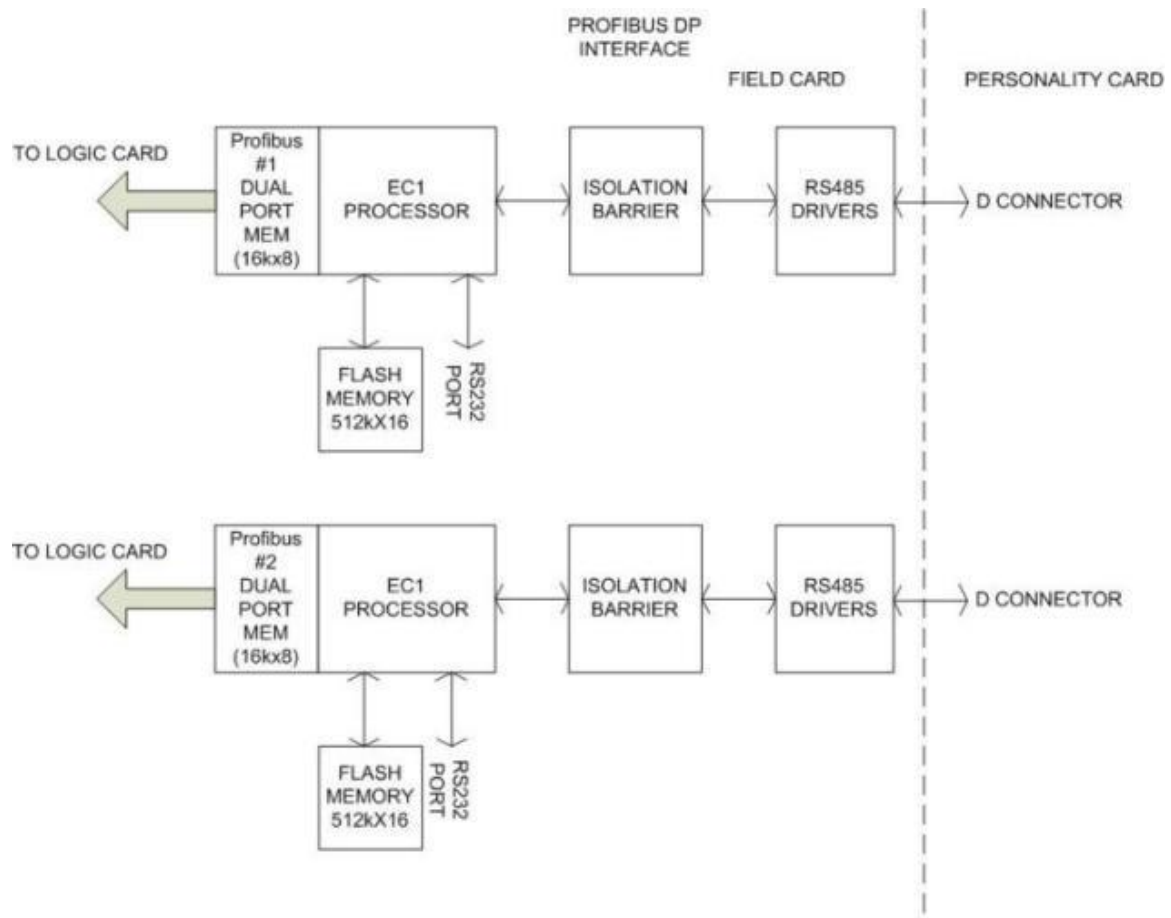 PROFIBUS DP
INTERFACE
FIELD CARD
PERSONALITY CARD
TO LOGIC CARD
Profibus
#1
DUAL
PORT
MEM
(16kx8)
EC1
PROCESSOR
ISOLATION
BARRIER
RS485
DRIVERS
D CONNECTOR
FLASH
MEMORY
512kX16
RS232
PORT
TO LOGIC CARD
Profibus
#2
DUAL
PORT
MEM
(16kx8)
EC1
PROCESSOR
ISOLATION
BARRIER
RS485
DRIVERS
D CONNECTOR
FLASH
MEMORY
512kX16
RS232
PORT